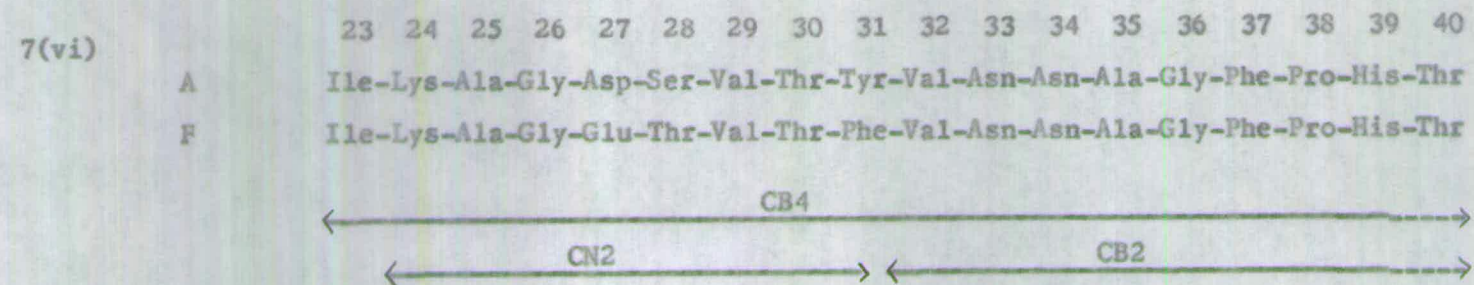 23 24 25 26 27 28 29 30 31 32 33 34 35 36 37 38 39 40
7(vi)
A Ile-Lys-Ala-Gly-Asp-Ser-Val-Thr-Tyr-Val-Asn-Asn-Ala-Gly-Phe-Pro-His-Thr
F Ile-Lys-Ala-Gly-Glu-Thr-Val-Thr-Phe-Val-Asn-Asn-Ala-Gly-Phe-Pro-His-Thr
CB4
CN2 CB2